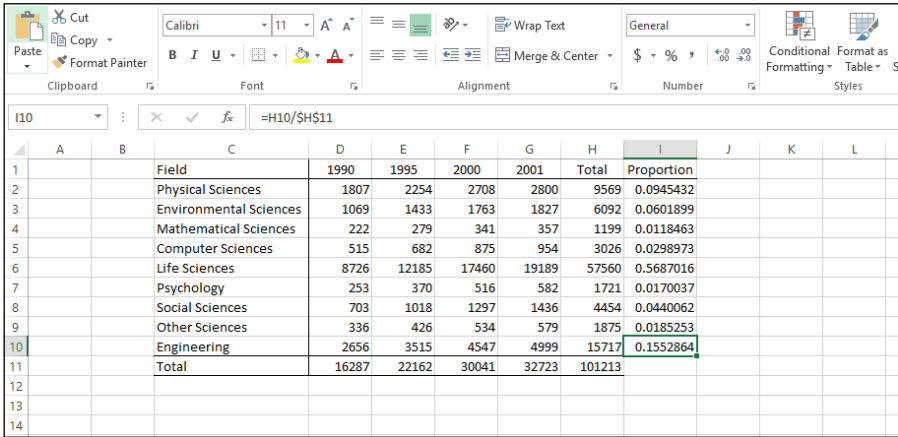 Cut
Copy
Format Painter
Paste
Clipboard
Calibri 11 A A
B I U A
Font
Wrap Text
Merge & Center
Alignment
General
$ % , .0 .00 .00 .0
Number
Conditional Formatting
Format as Table
Styles
S
I10 fx =H10/$H$11
A B C D E F G H I J K L
1 Field 1990 1995 2000 2001 Total Proportion
2 Physical Sciences 1807 2254 2708 2800 9569 0.0945432
3 Environmental Sciences 1069 1433 1763 1827 6092 0.0601899
4 Mathematical Sciences 222 279 341 357 1199 0.0118463
5 Computer Sciences 515 682 875 954 3026 0.0298973
6 Life Sciences 8726 12185 17460 19189 57560 0.5687016
7 Psychology 253 370 516 582 1721 0.0170037
8 Social Sciences 703 1018 1297 1436 4454 0.0440062
9 Other Sciences 336 426 534 579 1875 0.0185253
10 Engineering 2656 3515 4547 4999 15717 0.1552864
11 Total 16287 22162 30041 32723 101213
12
13
14